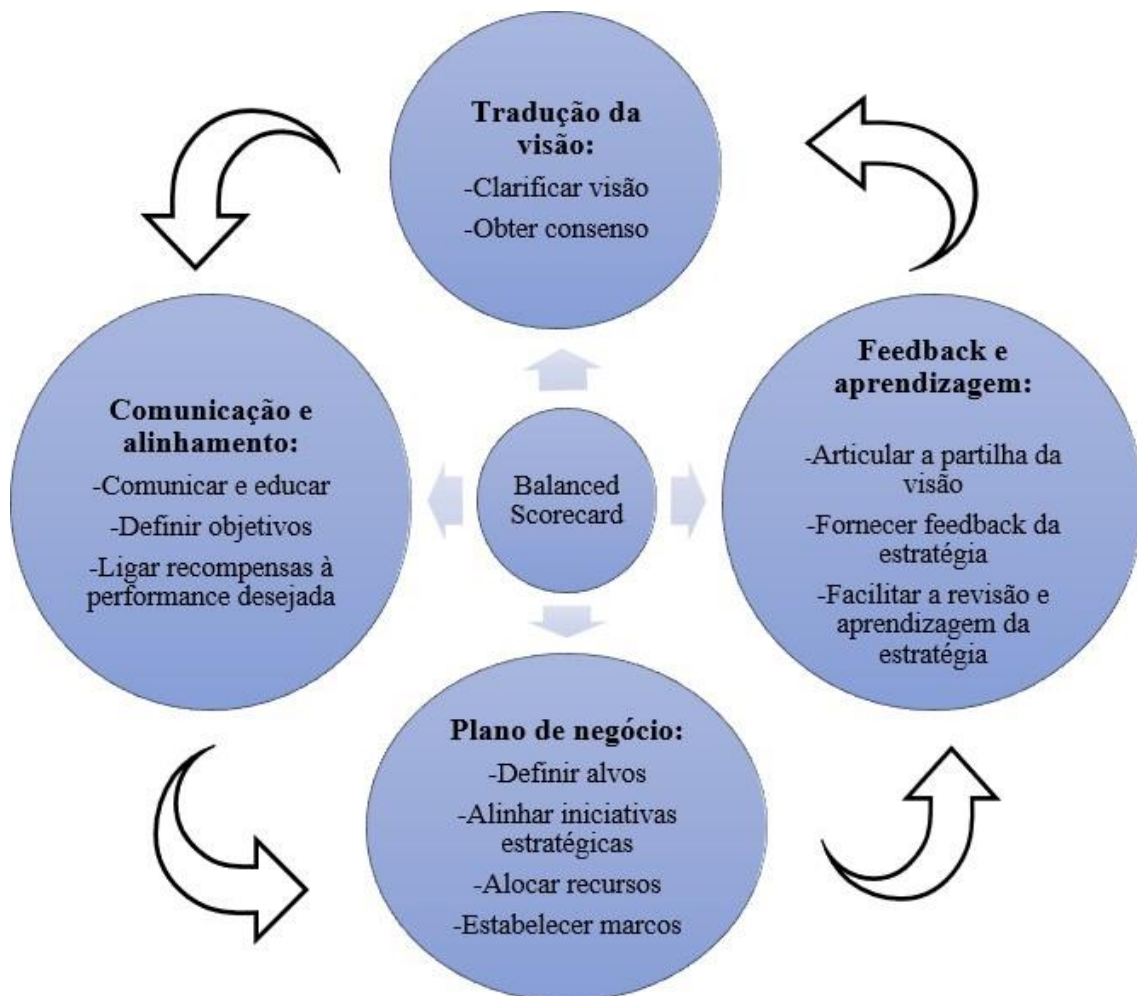 Tradução da
visão:
-Clarificar visão
-Obter consenso
Comunicação e
alinhamento:
-Comunicar e educar
-Definir objetivos
-Ligar recompensas à
performance desejada
Balanced
Scorecard
Feedback e
aprendizagem:
-Articular a partilha da
visão
-Fornecer feedback da
estratégia
-Facilitar a revisão e
aprendizagem da
estratégia
Plano de negócio:
-Definir alvos
-Alinhar iniciativas
estratégicas
-Alocar recursos
-Estabelecer marcos